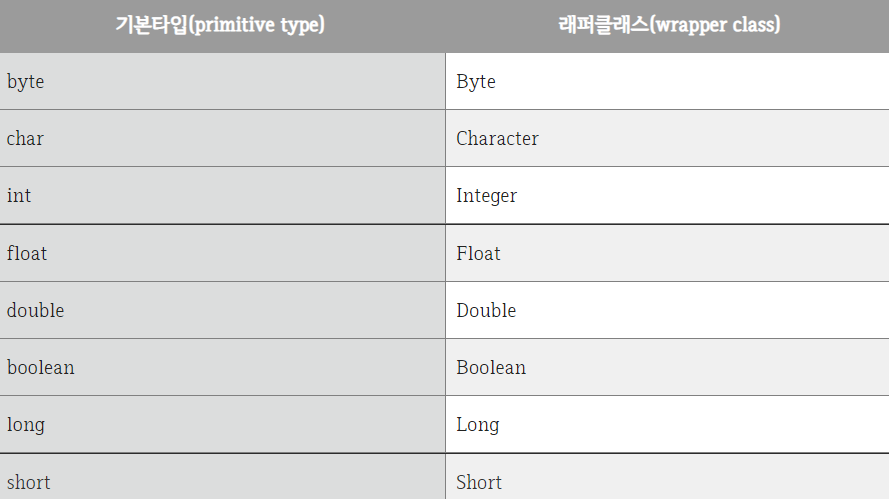 기본타입(primitive type) 래퍼클래스(wrapper class)
byte Byte
char Character
int Integer
float Float
double Double
boolean Boolean
long Long
short Short